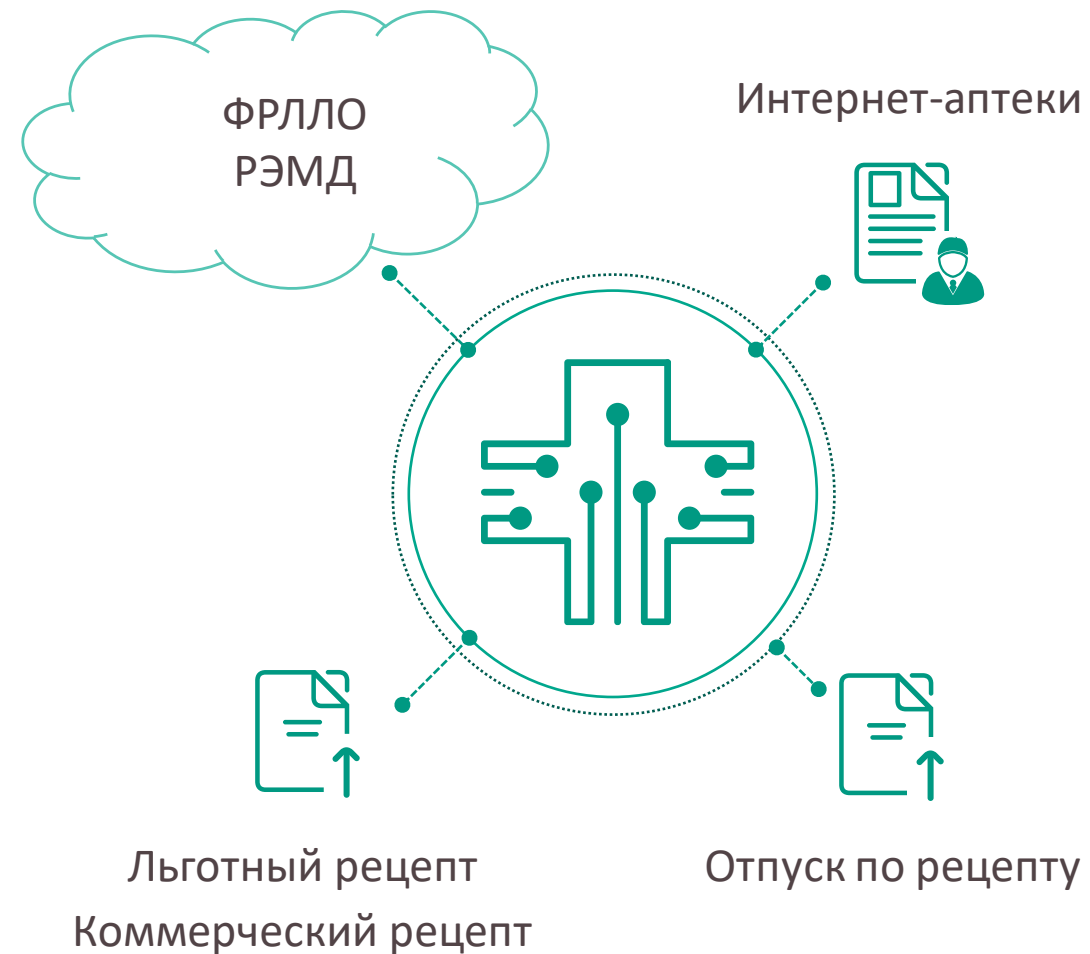 ФРЛЛО
РЭМД
Интернет-аптеки
Льготный рецепт
Коммерческий рецепт
Отпуск по рецепту